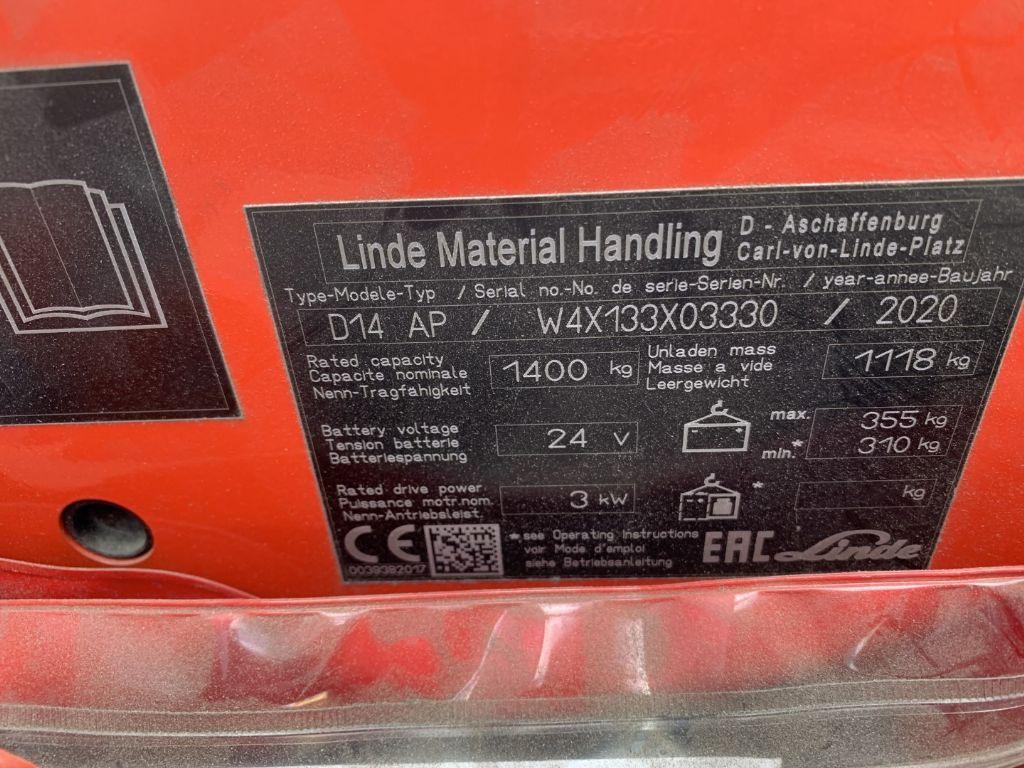 Linde Material Handling D - Aschaffenburg
Carl-von-Linde-Platz
Type-Modele-Typ / Serial no.-No. de serie-Serien-Nr. / year-annee-Baujahr
D14 AP / W4X133X03330 / 2020
Rated capacity
Capacite nominale
Nenn-Tragfähigkeit
1400 kg
Unladen mass
Masse a vide
Leergewicht
1118 kg
Battery voltage
Tension batterie
Batteriespannung
24 V
max. 355 kg
min.* 310 kg
Rated drive power
Puissance motr.nom.
Nenn-Antriebsleist.
3 kW
* kg
CE
0039382017
*see Operating Instructions
voir Mode d'emploi
siehe Betriebsanleitung
EAC Linde